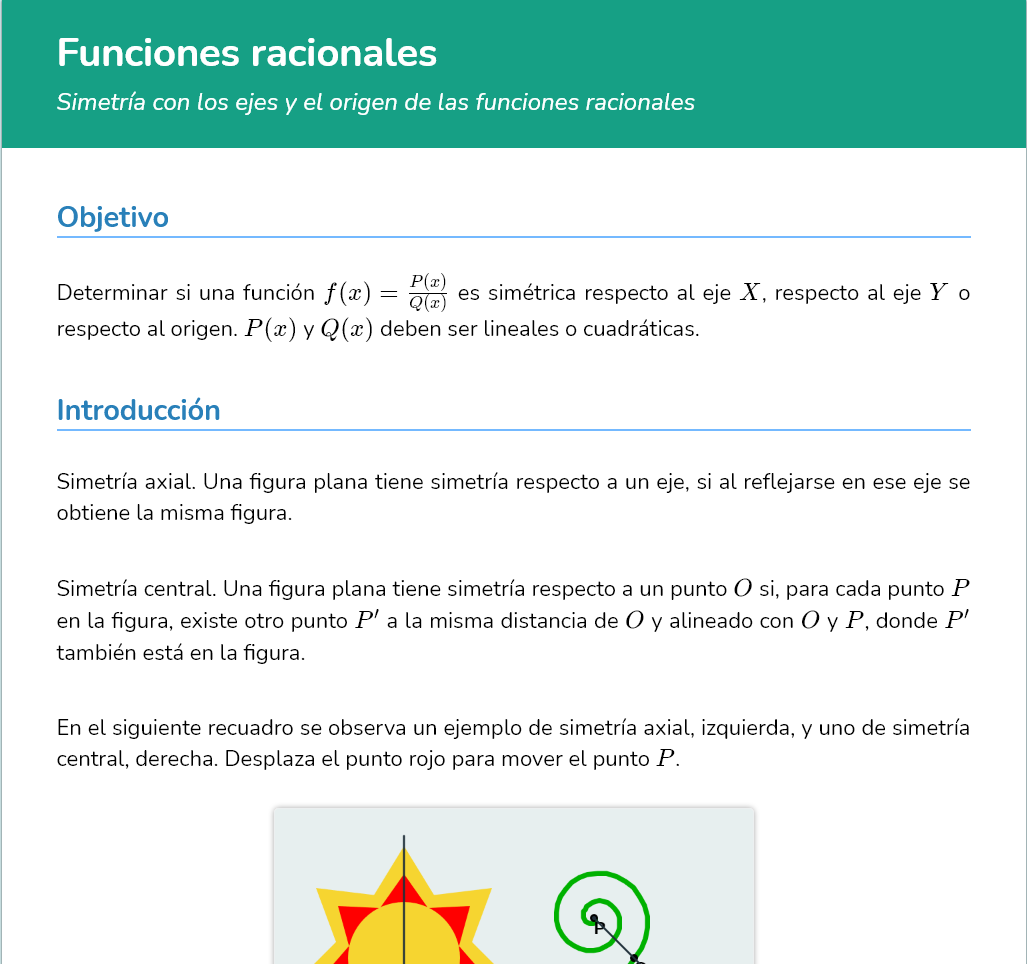 Funciones racionales
Simetría con los ejes y el origen de las funciones racionales
Objetivo
Determinar si una función f(x) = P(x)/Q(x) es simétrica respecto al eje X, respecto al eje Y o
respecto al origen. P(x) y Q(x) deben ser lineales o cuadráticas.
Introducción
Simetría axial. Una figura plana tiene simetría respecto a un eje, si al reflejarse en ese eje se
obtiene la misma figura.
Simetría central. Una figura plana tiene simetría respecto a un punto O si, para cada punto P
en la figura, existe otro punto P′ a la misma distancia de O y alineado con O y P, donde P′
también está en la figura.
En el siguiente recuadro se observa un ejemplo de simetría axial, izquierda, y uno de simetría
central, derecha. Desplaza el punto rojo para mover el punto P.
P